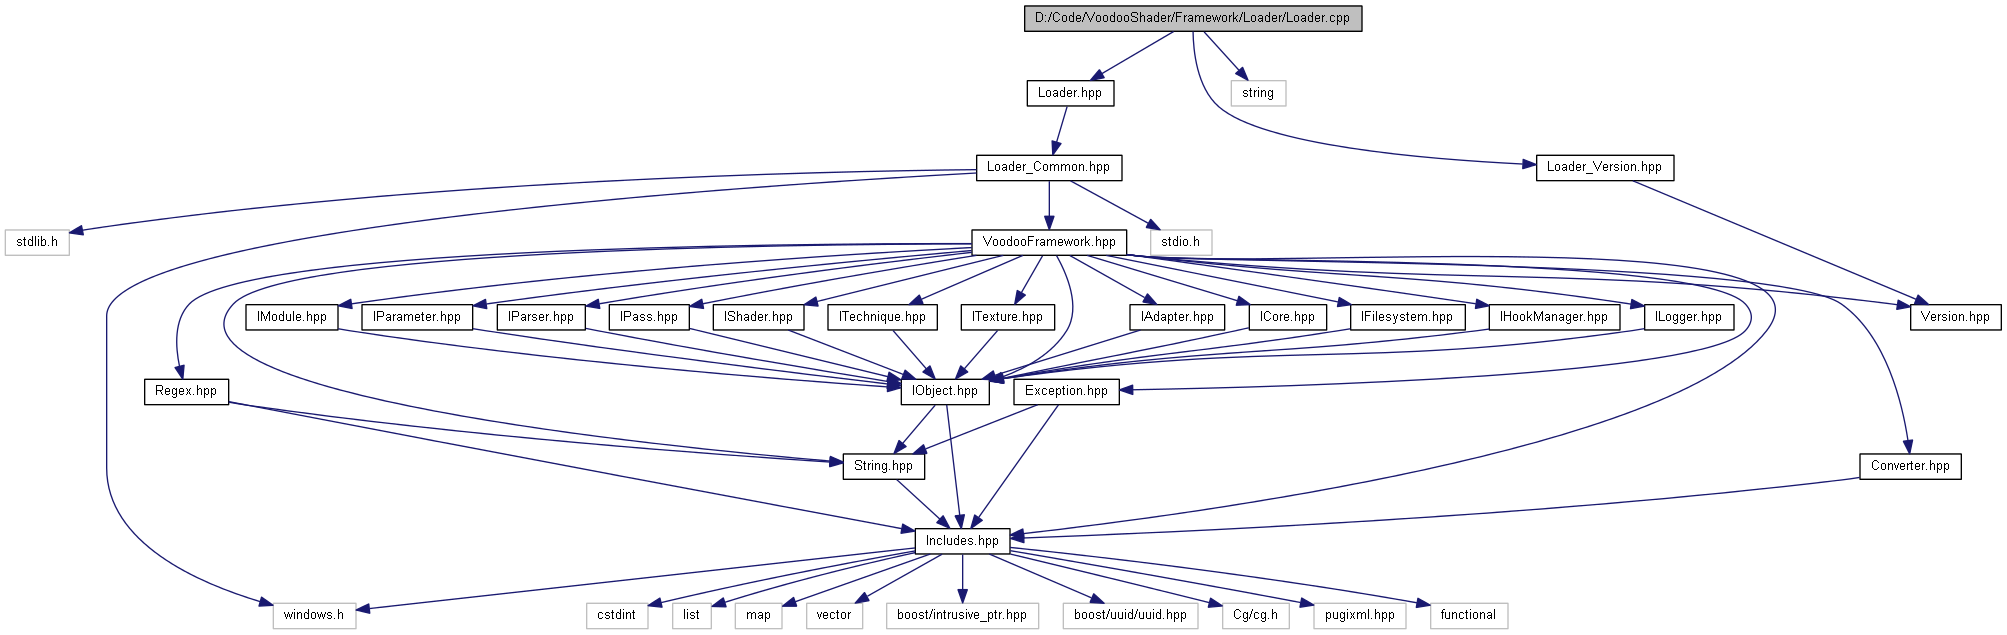 D:/Code/VoodooShader/Framework/Loader/Loader.cpp
Loader.hpp
string
Loader_Common.hpp
Loader_Version.hpp
stdlib.h
VoodooFramework.hpp
stdio.h
IModule.hpp
IParameter.hpp
IParser.hpp
IPass.hpp
IShader.hpp
ITechnique.hpp
ITexture.hpp
IAdapter.hpp
ICore.hpp
IFilesystem.hpp
IHookManager.hpp
ILogger.hpp
Version.hpp
Regex.hpp
IObject.hpp
Exception.hpp
String.hpp
Converter.hpp
Includes.hpp
windows.h
cstdint
list
map
vector
boost/intrusive_ptr.hpp
boost/uuid/uuid.hpp
Cg/cg.h
pugixml.hpp
functional